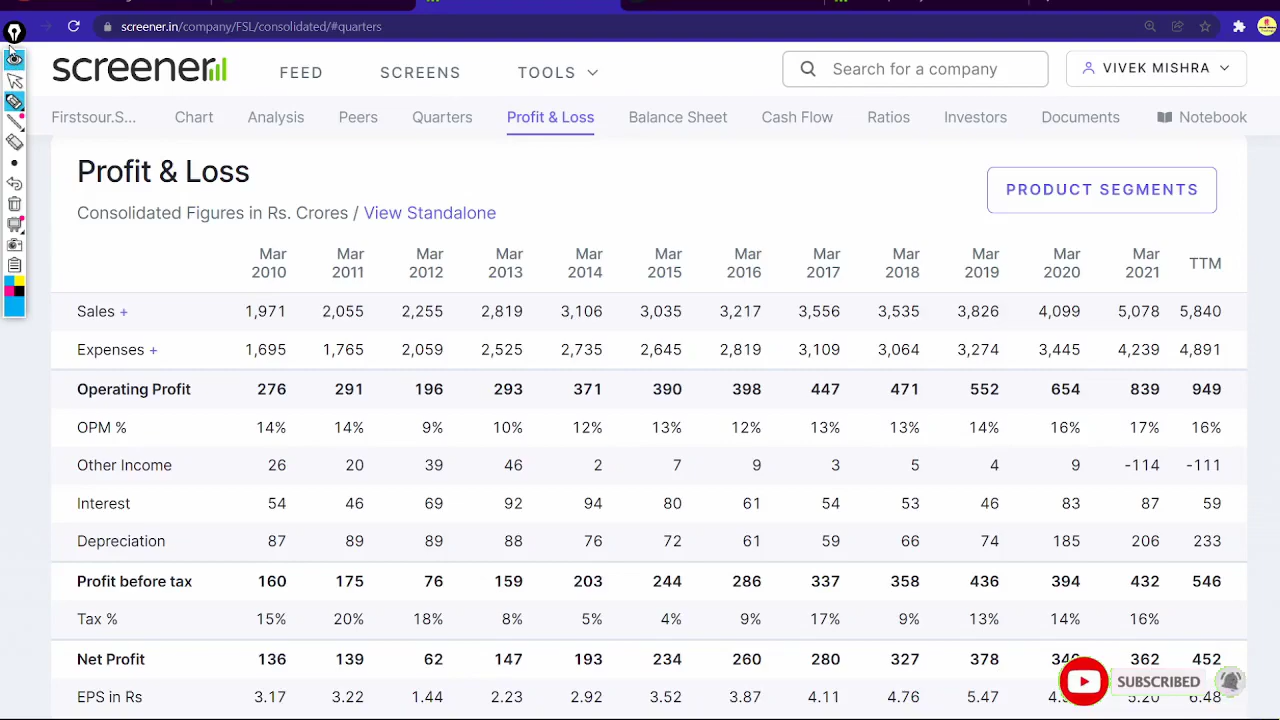 screener.in/company/FSL/consolidated/#quarters
screener FEED SCREENS TOOLS Search for a company VIVEK MISHRA
Firstsour.S... Chart Analysis Peers Quarters Profit & Loss Balance Sheet Cash Flow Ratios Investors Documents Notebook
Profit & Loss
PRODUCT SEGMENTS
Consolidated Figures in Rs. Crores / View Standalone
Mar 2010 Mar 2011 Mar 2012 Mar 2013 Mar 2014 Mar 2015 Mar 2016 Mar 2017 Mar 2018 Mar 2019 Mar 2020 Mar 2021 TTM
Sales + 1,971 2,055 2,255 2,819 3,106 3,035 3,217 3,556 3,535 3,826 4,099 5,078 5,840
Expenses + 1,695 1,765 2,059 2,525 2,735 2,645 2,819 3,109 3,064 3,274 3,445 4,239 4,891
Operating Profit 276 291 196 293 371 390 398 447 471 552 654 839 949
OPM % 14% 14% 9% 10% 12% 13% 12% 13% 13% 14% 16% 17% 16%
Other Income 26 20 39 46 2 7 9 3 5 4 9 -114 -111
Interest 54 46 69 92 94 80 61 54 53 46 83 87 59
Depreciation 87 89 89 88 76 72 61 59 66 74 185 206 233
Profit before tax 160 175 76 159 203 244 286 337 358 436 394 432 546
Tax % 15% 20% 18% 8% 5% 4% 9% 17% 9% 13% 14% 16%
Net Profit 136 139 62 147 193 234 260 280 327 378 362 452
EPS in Rs 3.17 3.22 1.44 2.23 2.92 3.52 3.87 4.11 4.76 5.47 5.20 6.48
SUBSCRIBED